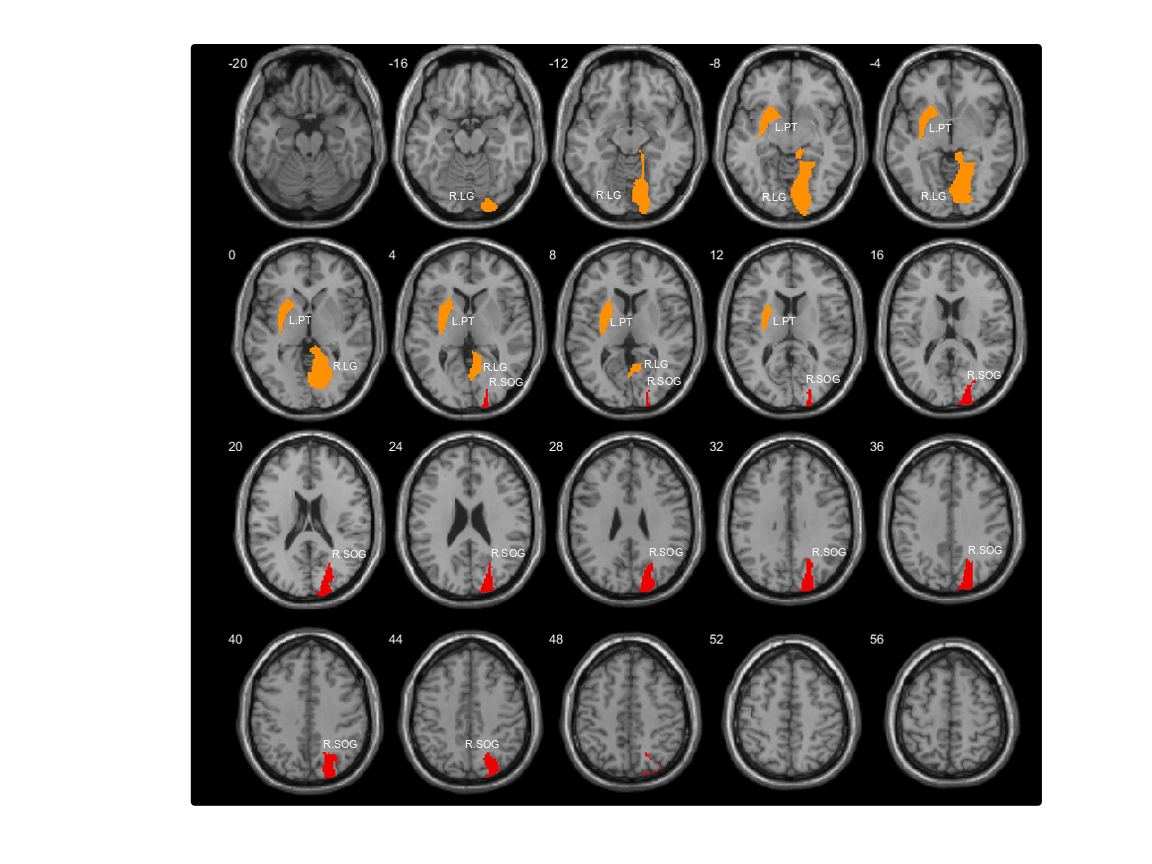 -20
-16
-12
-8
-4
R.LG
R.LG
L.PT
R.LG
L.PT
R.LG
0
4
8
12
16
L.PT
R.LG
L.PT
R.LG
R.SOG
L.PT
R.LG
R.SOG
L.PT
R.SOG
R.SOG
20
24
28
32
36
R.SOG
R.SOG
R.SOG
R.SOG
R.SOG
40
44
48
52
56
R.SOG
R.SOG